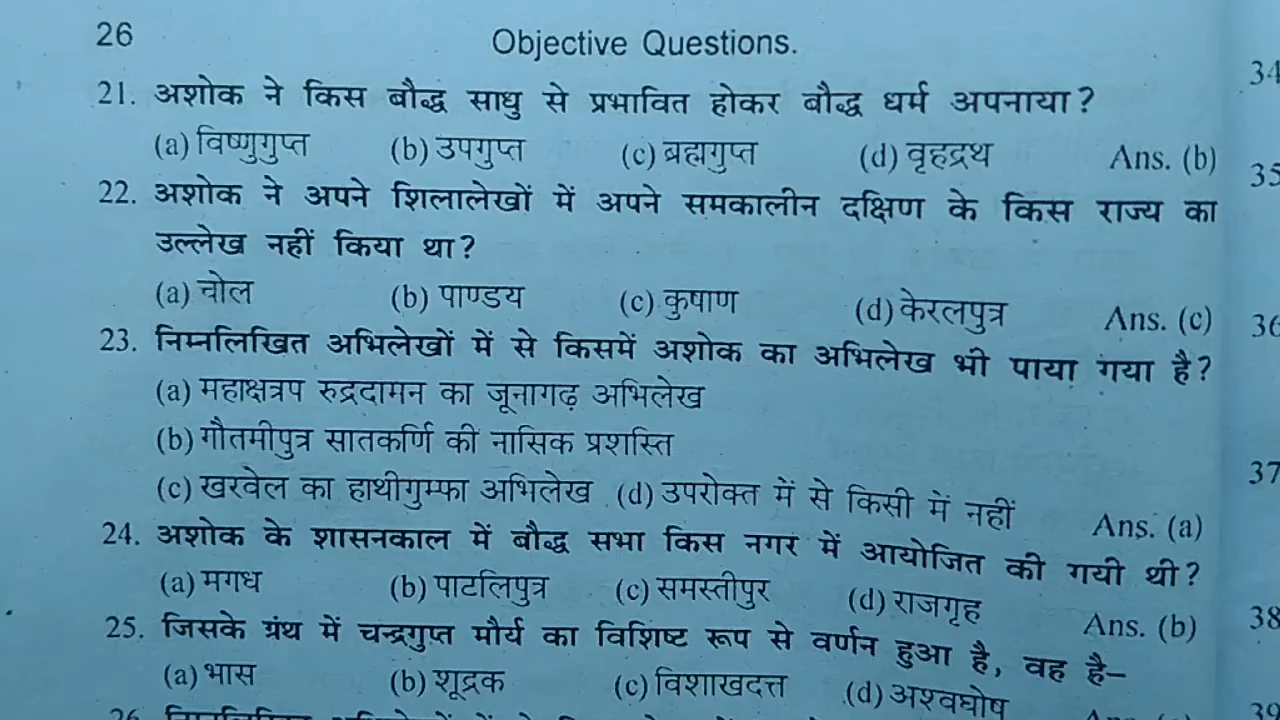 26
Objective Questions.
21. अशोक ने किस बौद्ध साधु से प्रभावित होकर बौद्ध धर्म अपनाया?
(a) विष्णुगुप्त (b) उपगुप्त (c) ब्रह्मगुप्त (d) वृहद्रथ Ans. (b)
22. अशोक ने अपने शिलालेखों में अपने समकालीन दक्षिण के किस राज्य का
उल्लेख नहीं किया था?
(a) चोल (b) पाण्डय (c) कुषाण (d) केरलपुत्र Ans. (c)
23. निम्नलिखित अभिलेखों में से किसमें अशोक का अभिलेख भी पाया गया है?
(a) महाक्षत्रप रुद्रदामन का जूनागढ़ अभिलेख
(b) गौतमीपुत्र सातकर्णि की नासिक प्रशस्ति
(c) खरवेल का हाथीगुम्फा अभिलेख (d) उपरोक्त में से किसी में नहीं Ans. (a)
24. अशोक के शासनकाल में बौद्ध सभा किस नगर में आयोजित की गयी थी?
(a) मगध (b) पाटलिपुत्र (c) समस्तीपुर (d) राजगृह Ans. (b)
25. जिसके ग्रंथ में चन्द्रगुप्त मौर्य का विशिष्ट रूप से वर्णन हुआ है, वह है–
(a) भास (b) शूद्रक (c) विशाखदत्त (d) अश्वघोष
34
35
36
37
38
39